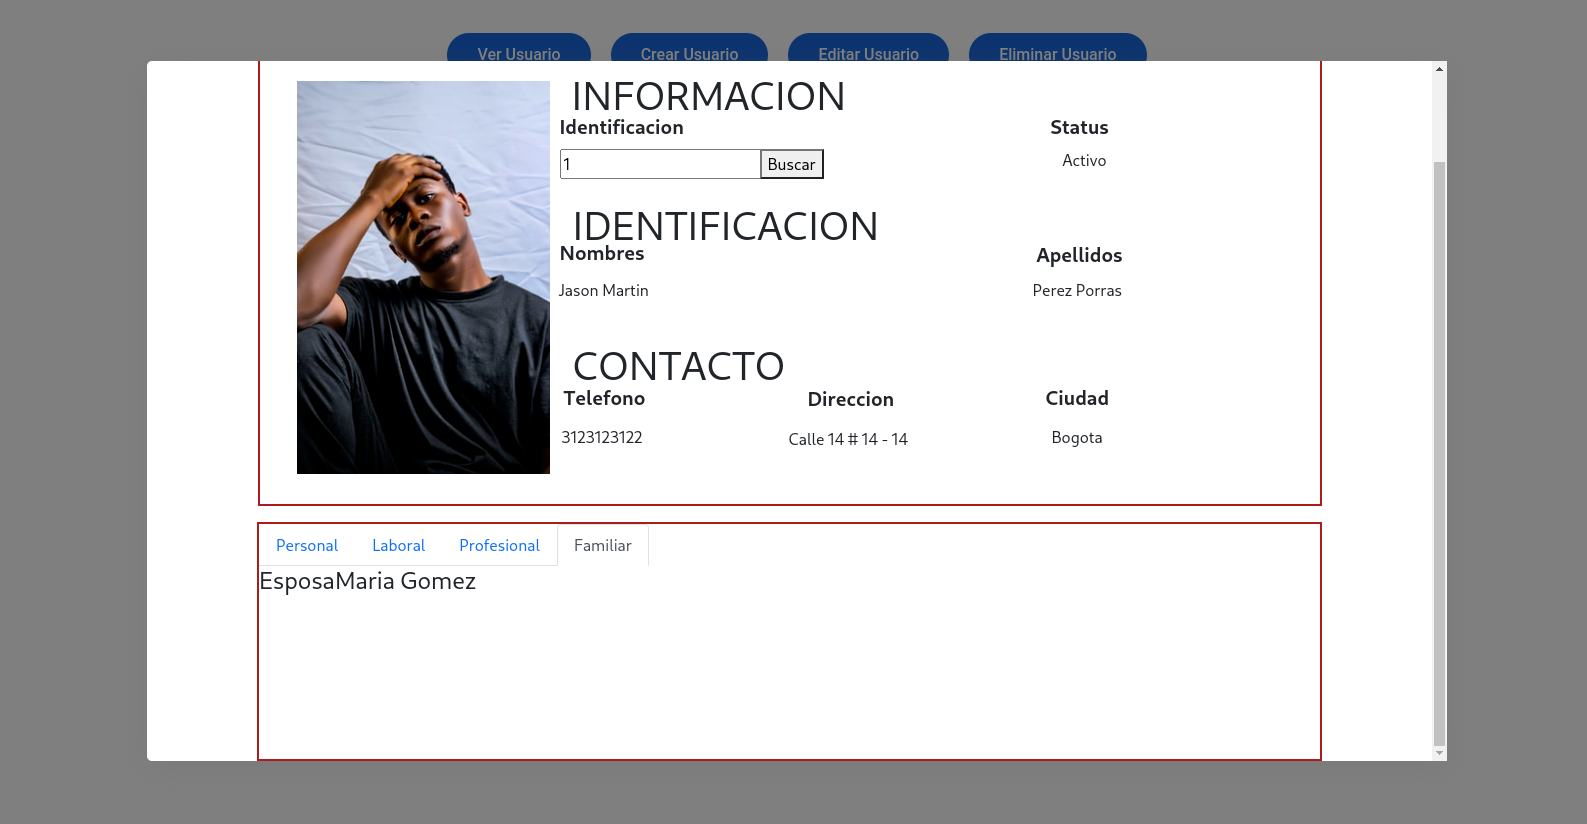 Ver Usuario Crear Usuario Editar Usuario Eliminar Usuario
INFORMACION
Identificacion Status
1 Buscar Activo
IDENTIFICACION
Nombres Apellidos
Jason Martin Perez Porras
CONTACTO
Telefono Direccion Ciudad
3123123122 Calle 14 # 14 - 14 Bogota
Personal Laboral Profesional Familiar
EsposaMaria Gomez